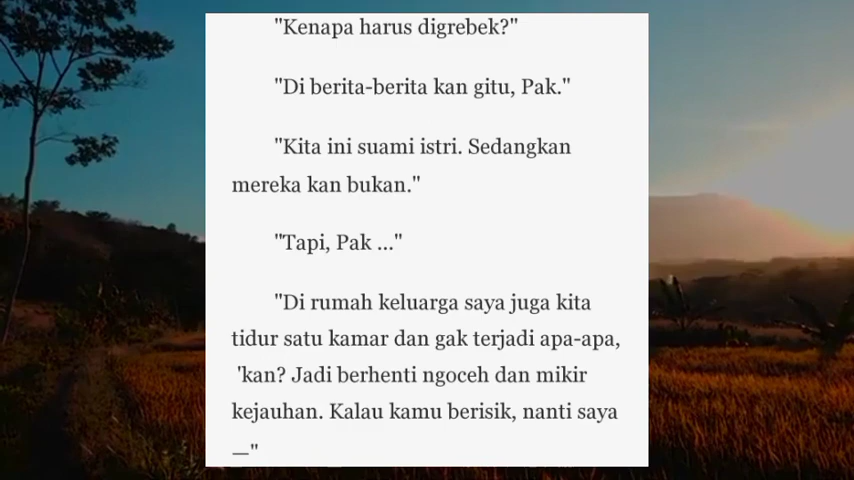 "Kenapa harus digrebek?"
"Di berita-berita kan gitu, Pak."
"Kita ini suami istri. Sedangkan
mereka kan bukan."
"Tapi, Pak ..."
"Di rumah keluarga saya juga kita
tidur satu kamar dan gak terjadi apa-apa,
'kan? Jadi berhenti ngoceh dan mikir
kejauhan. Kalau kamu berisik, nanti saya
—"